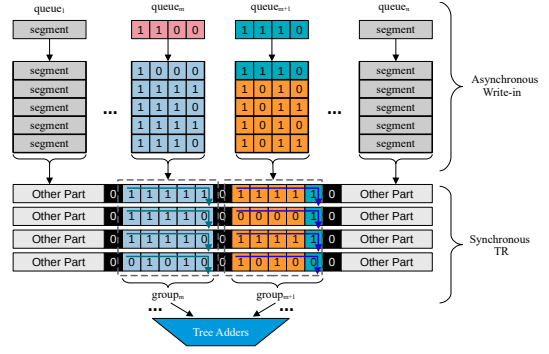 queue₁ queueₘ queueₘ₊₁ queueₙ
segment 1 1 0 0 1 1 1 0 segment
segment 1 0 0 0 1 1 1 0 segment
segment 1 1 1 1 1 0 1 0 segment
segment 1 1 1 0 1 0 1 1 segment
segment 1 1 1 1 1 0 1 0 segment
segment 1 0 0 0 1 0 1 1 segment
... ...
Asynchronous
Write-in
Other Part 0 1 1 1 1 1 0 1 1 1 1 1 0 Other Part
Other Part 0 0 1 1 1 0 0 0 0 0 0 1 0 Other Part
Other Part 0 0 1 1 1 0 0 1 1 1 1 1 0 Other Part
Other Part 0 0 1 0 1 0 0 1 0 1 0 0 0 Other Part
Synchronous
TR
groupₘ groupₘ₊₁
... ...
Tree Adders